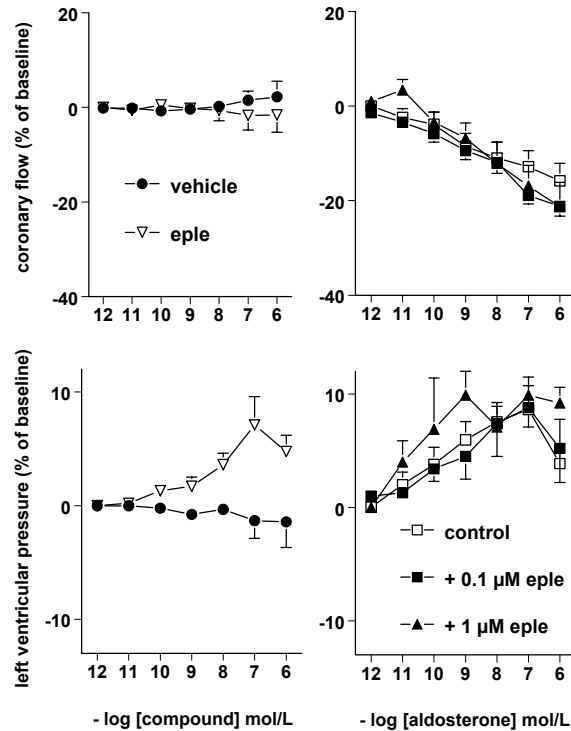 coronary flow (% of baseline)
20
0
-20
-40
12 11 10 9 8 7 6
vehicle
eple
20
0
-20
-40
12 11 10 9 8 7 6
left ventricular pressure (% of baseline)
10
0
-10
12 11 10 9 8 7 6
- log [compound] mol/L
10
0
-10
12 11 10 9 8 7 6
control
+ 0.1 µM eple
+ 1 µM eple
- log [aldosterone] mol/L